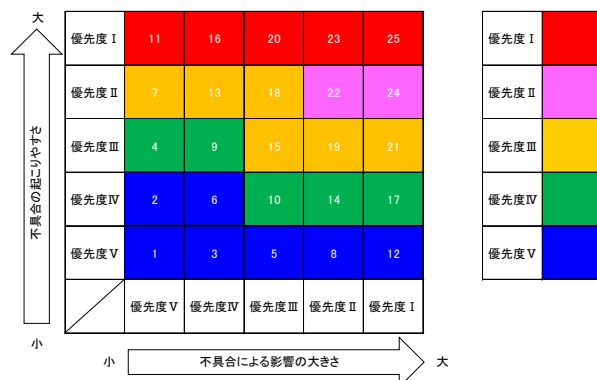 大
不具合の起こりやすさ
小
優先度Ⅰ 11 16 20 23 25
優先度Ⅱ 7 13 18 22 24
優先度Ⅲ 4 9 15 19 21
優先度Ⅳ 2 6 10 14 17
優先度Ⅴ 1 3 5 8 12
優先度Ⅴ 優先度Ⅳ 優先度Ⅲ 優先度Ⅱ 優先度Ⅰ
小 不具合による影響の大きさ 大
優先度Ⅰ
優先度Ⅱ
優先度Ⅲ
優先度Ⅳ
優先度Ⅴ